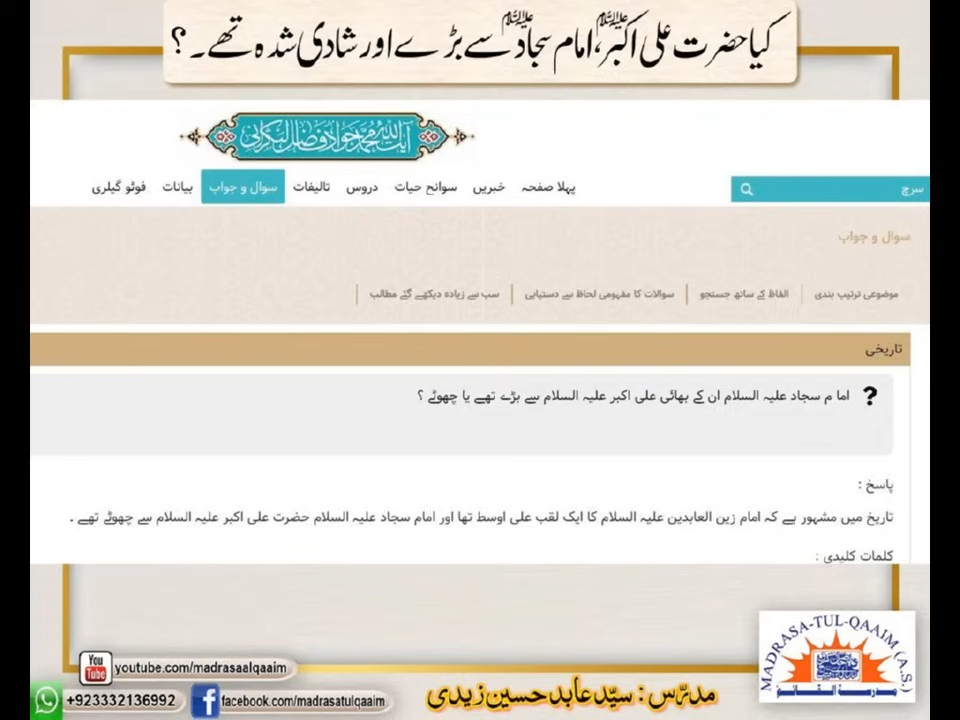 کیا حضرت علی اکبرؑ، امام سجادؑ سے بڑے اور شادی شدہ تھے۔؟
آیت اللہ محمد جواد فاضل لنکرانی
پہلا صفحہ خبریں سوانح حیات دروس تالیفات سوال و جواب بیانات فوٹو گیلری
سرچ
سوال و جواب
موضوعی ترتیب بندی الفاظ کے ساتھ جستجو سوالات کا مفہومی لحاظ سے دستیابی سب سے زیادہ دیکھے گئے مطالب
تاریخی
? اما م سجاد علیہ السلام ان کے بھائی علی اکبر علیہ السلام سے بڑے تھے یا چھوٹے ؟
پاسخ :
تاریخ میں مشہور ہے کہ امام زین العابدین علیہ السلام کا ایک لقب علی اوسط تھا اور امام سجاد علیہ السلام حضرت علی اکبر علیہ السلام سے چھوٹے تھے ۔
کلمات کلیدی :
MADRASA-TUL-QAAIM (A.S.)
مدرسۃ القائم
You Tube youtube.com/madrasaalqaaim
+923332136992 facebook.com/madrasatulqaaim
مدرّس : سیّد عابد حسین زیدی